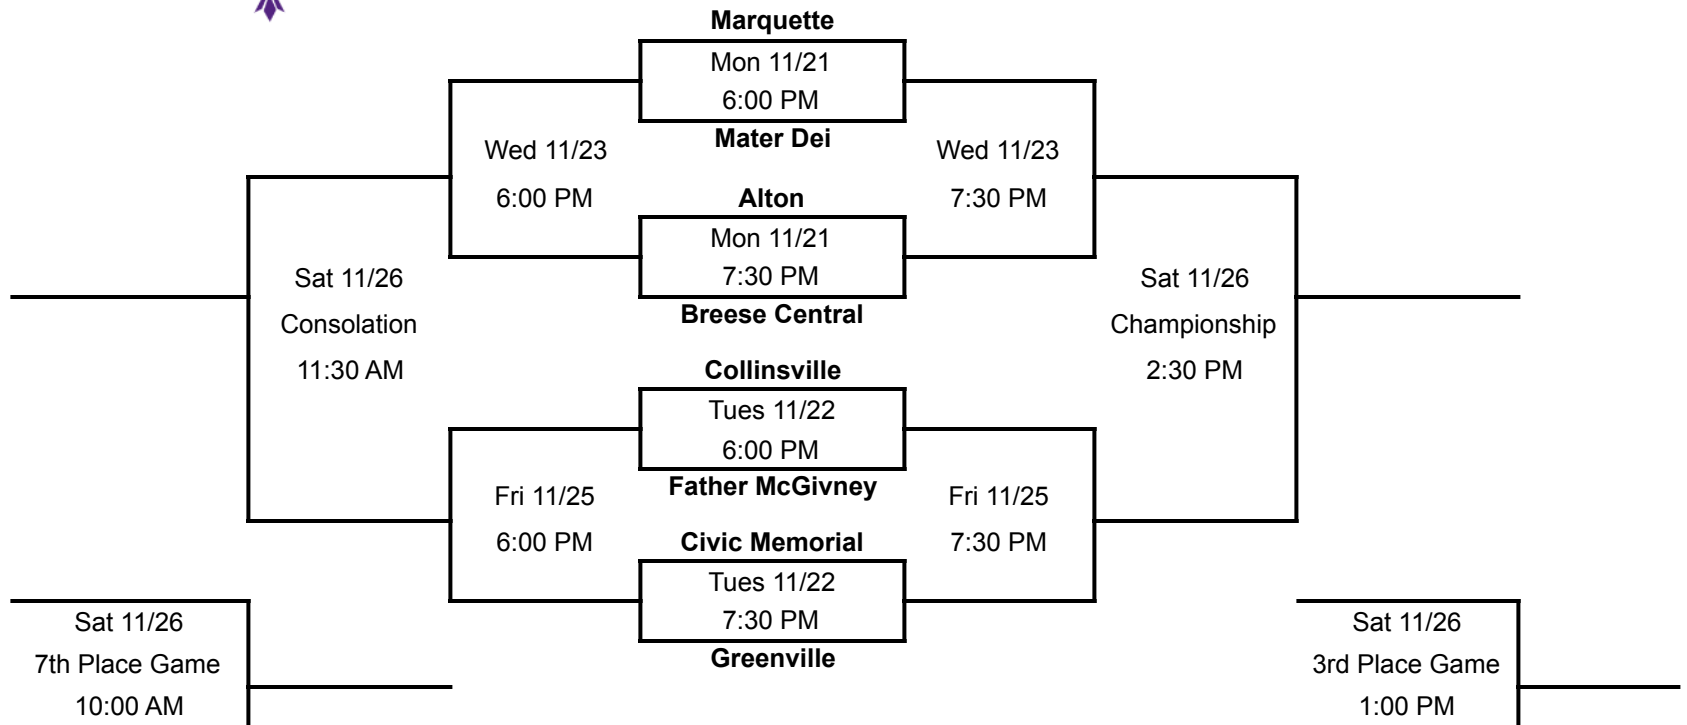 Marquette
Mon 11/21
6:00 PM
Mater Dei
Wed 11/23
6:00 PM
Wed 11/23
7:30 PM
Alton
Mon 11/21
7:30 PM
Breese Central
Sat 11/26
Consolation
11:30 AM
Sat 11/26
Championship
2:30 PM
Collinsville
Tues 11/22
6:00 PM
Father McGivney
Fri 11/25
6:00 PM
Fri 11/25
7:30 PM
Civic Memorial
Tues 11/22
7:30 PM
Greenville
Sat 11/26
7th Place Game
10:00 AM
Sat 11/26
3rd Place Game
1:00 PM